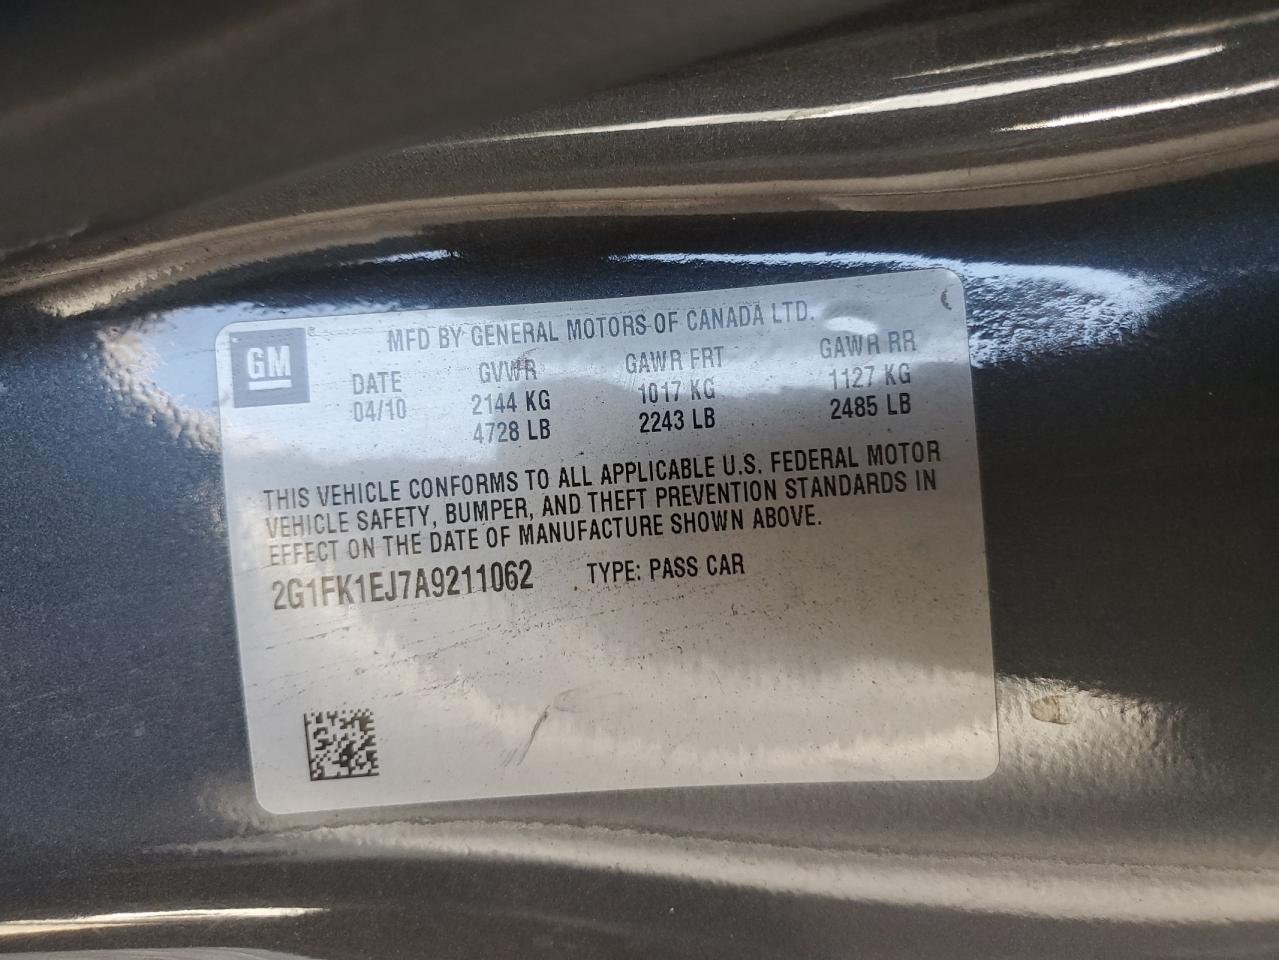 GM
MFD BY GENERAL MOTORS OF CANADA LTD.
DATE GVWR GAWR FRT GAWR RR
04/10 2144 KG 1017 KG 1127 KG
4728 LB 2243 LB 2485 LB
THIS VEHICLE CONFORMS TO ALL APPLICABLE U.S. FEDERAL MOTOR
VEHICLE SAFETY, BUMPER, AND THEFT PREVENTION STANDARDS IN
EFFECT ON THE DATE OF MANUFACTURE SHOWN ABOVE.
2G1FK1EJ7A9211062 TYPE: PASS CAR